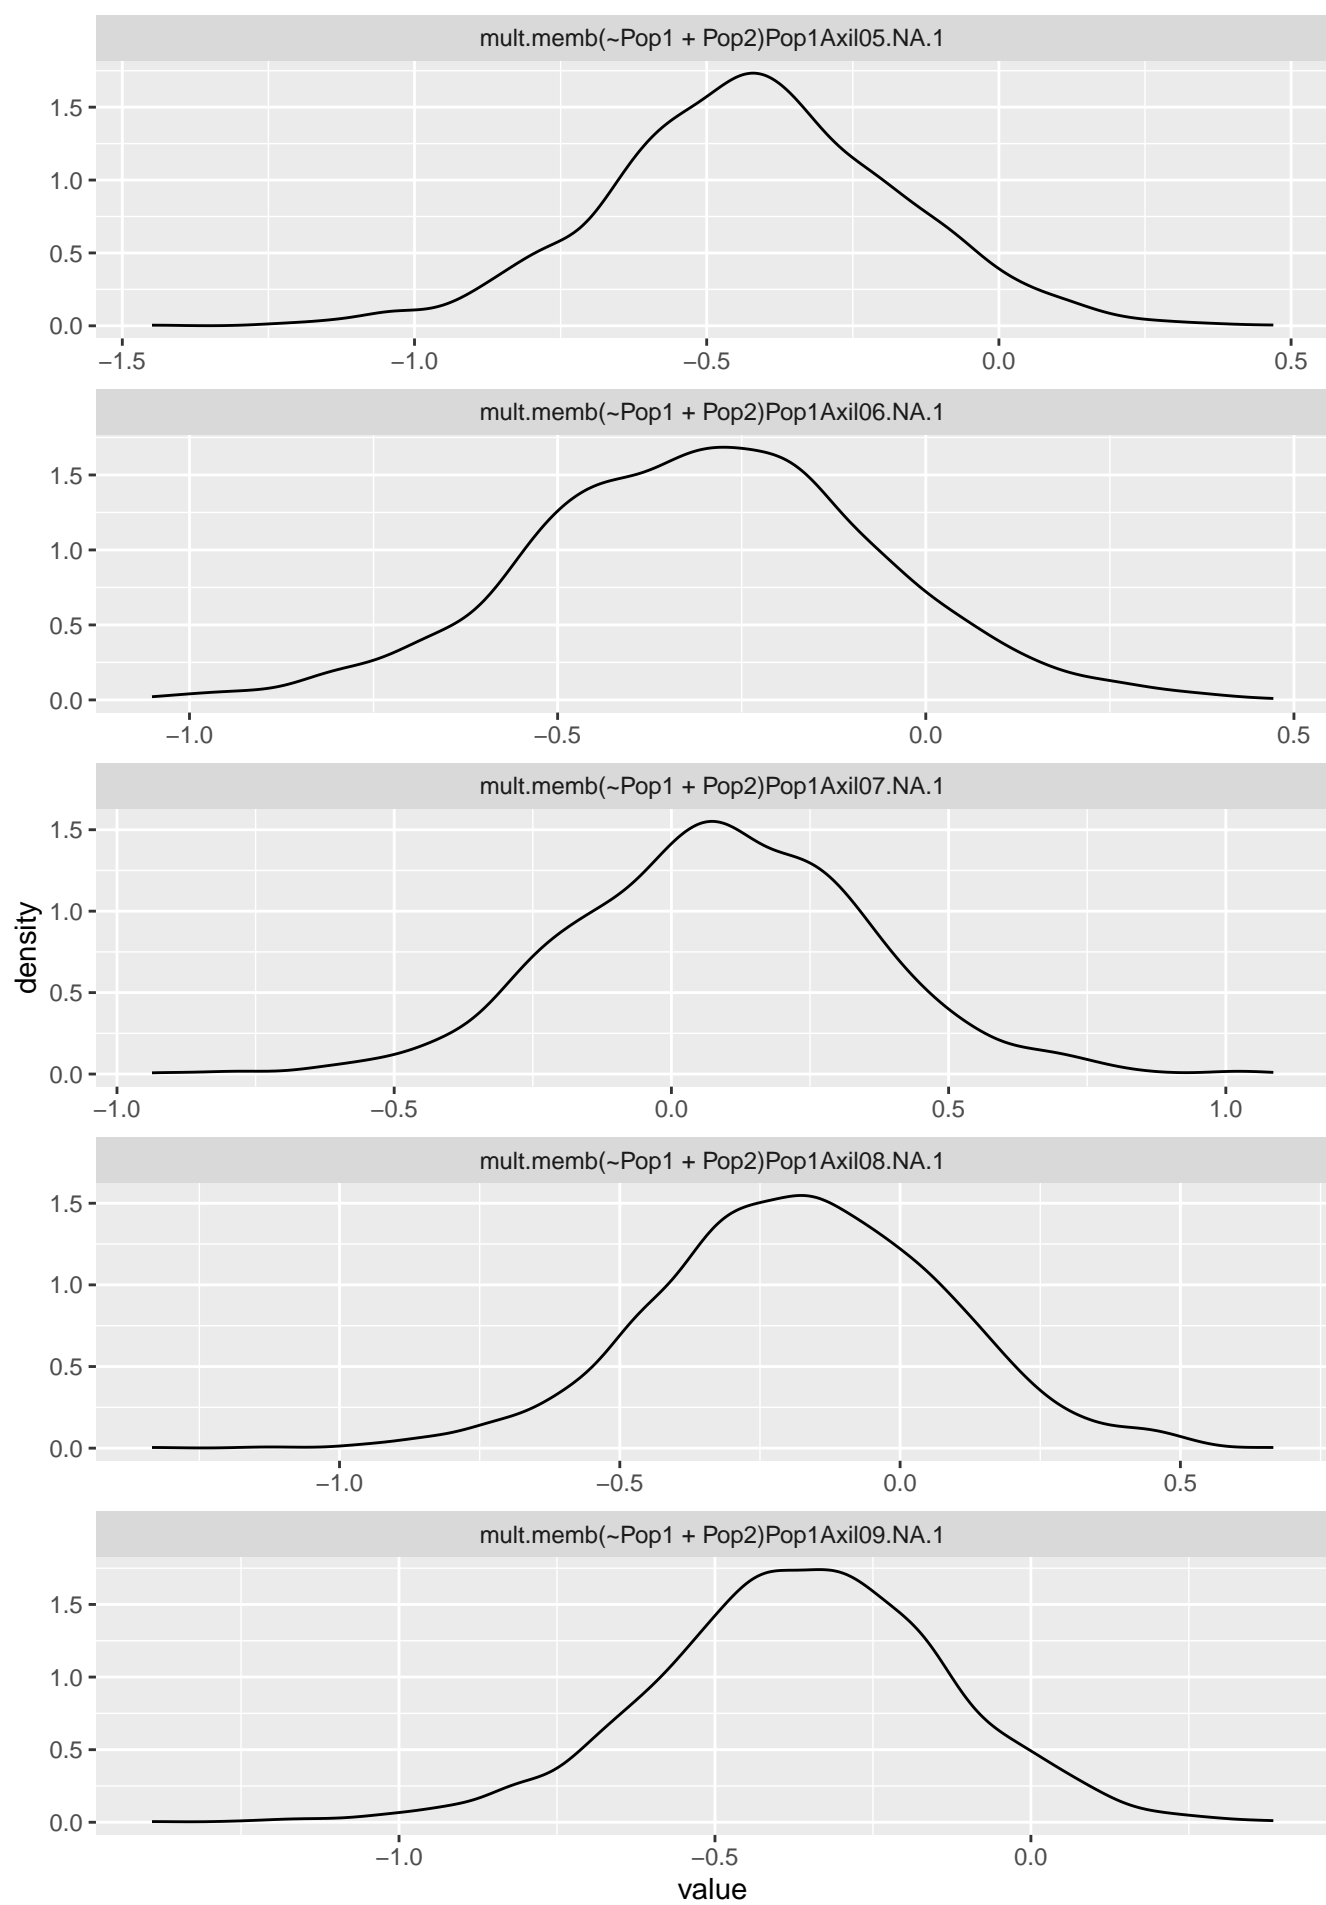 mult.memb(~Pop1 + Pop2)Pop1Axil05.NA.1
1.5
1.0
0.5
0.0
−1.5 −1.0 −0.5 0.0 0.5
mult.memb(~Pop1 + Pop2)Pop1Axil06.NA.1
1.5
1.0
0.5
0.0
−1.0 −0.5 0.0 0.5
mult.memb(~Pop1 + Pop2)Pop1Axil07.NA.1
1.5
1.0
0.5
0.0
−1.0 −0.5 0.0 0.5 1.0
density
mult.memb(~Pop1 + Pop2)Pop1Axil08.NA.1
1.5
1.0
0.5
0.0
−1.0 −0.5 0.0 0.5
mult.memb(~Pop1 + Pop2)Pop1Axil09.NA.1
1.5
1.0
0.5
0.0
−1.0 −0.5 0.0
value